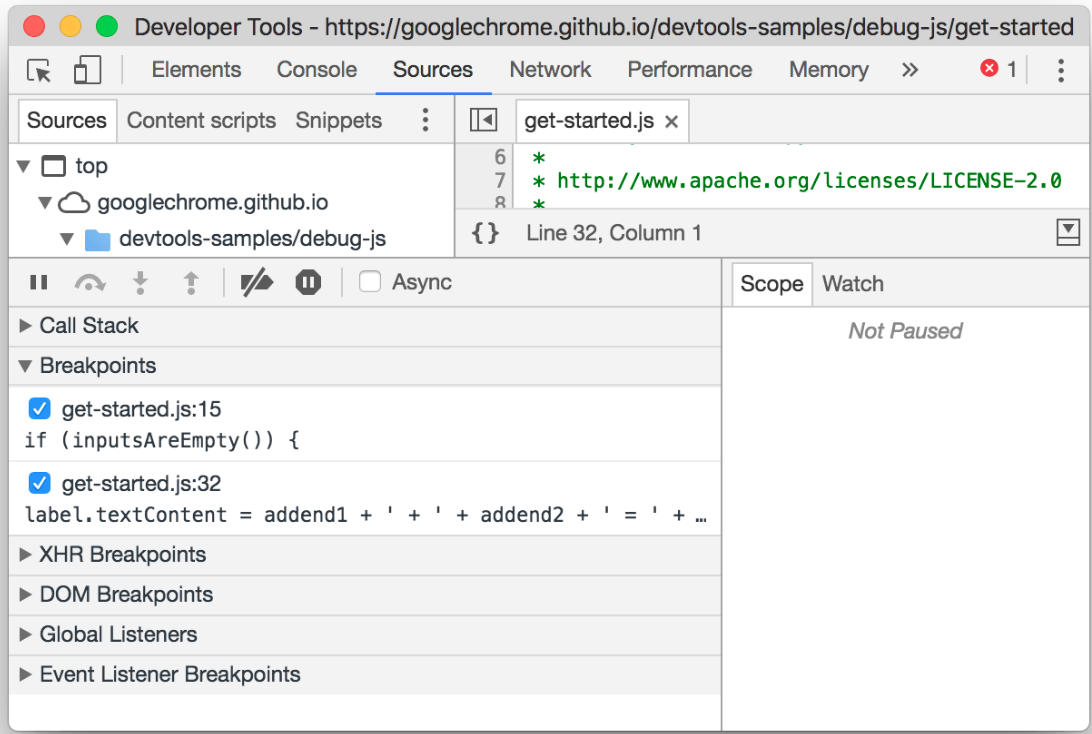 Developer Tools - https://googlechrome.github.io/devtools-samples/debug-js/get-started
Elements Console Sources Network Performance Memory » 1
Sources Content scripts Snippets
get-started.js ×
top
googlechrome.github.io
devtools-samples/debug-js
6 *
7 * http://www.apache.org/licenses/LICENSE-2.0
8 *
{} Line 32, Column 1
Async
Scope Watch
Call Stack
Not Paused
Breakpoints
get-started.js:15
if (inputsAreEmpty()) {
get-started.js:32
label.textContent = addend1 + ' + ' + addend2 + ' = ' + …
XHR Breakpoints
DOM Breakpoints
Global Listeners
Event Listener Breakpoints